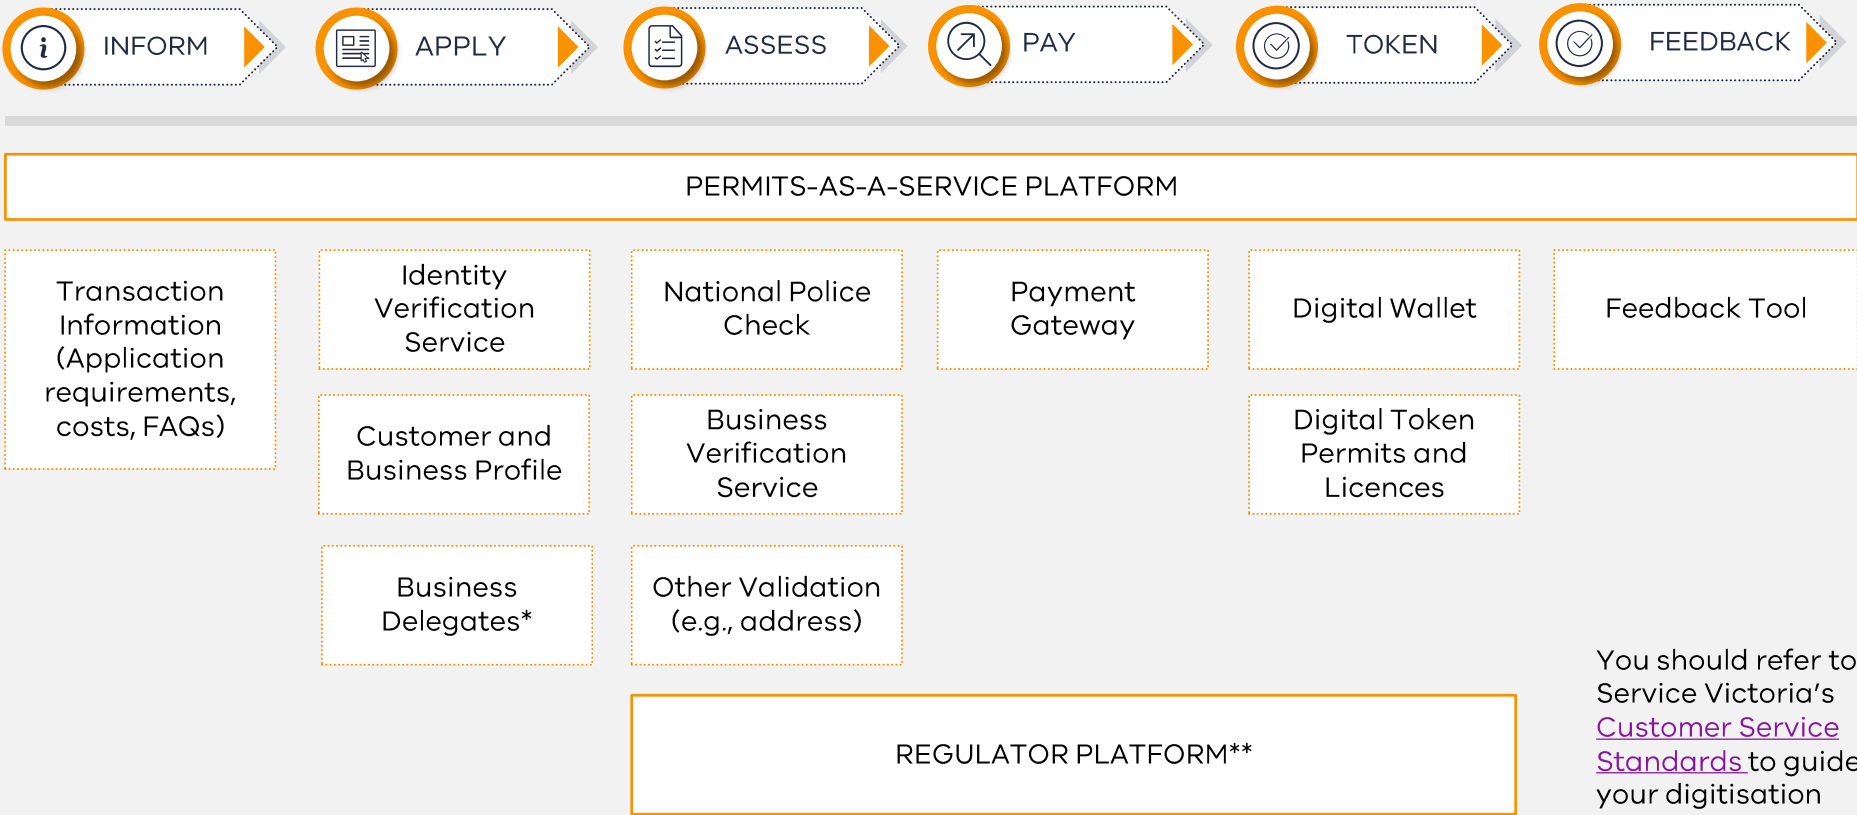 INFORM
APPLY
ASSESS
PAY
TOKEN
FEEDBACK
PERMITS-AS-A-SERVICE PLATFORM
Transaction
Information
(Application
requirements,
costs, FAQs)
Identity
Verification
Service
Customer and
Business Profile
Business
Delegates*
National Police
Check
Business
Verification
Service
Other Validation
(e.g., address)
Payment
Gateway
Digital Wallet
Digital Token
Permits and
Licences
Feedback Tool
REGULATOR PLATFORM**
You should refer to
Service Victoria’s
Customer Service
Standards to guide
your digitisation